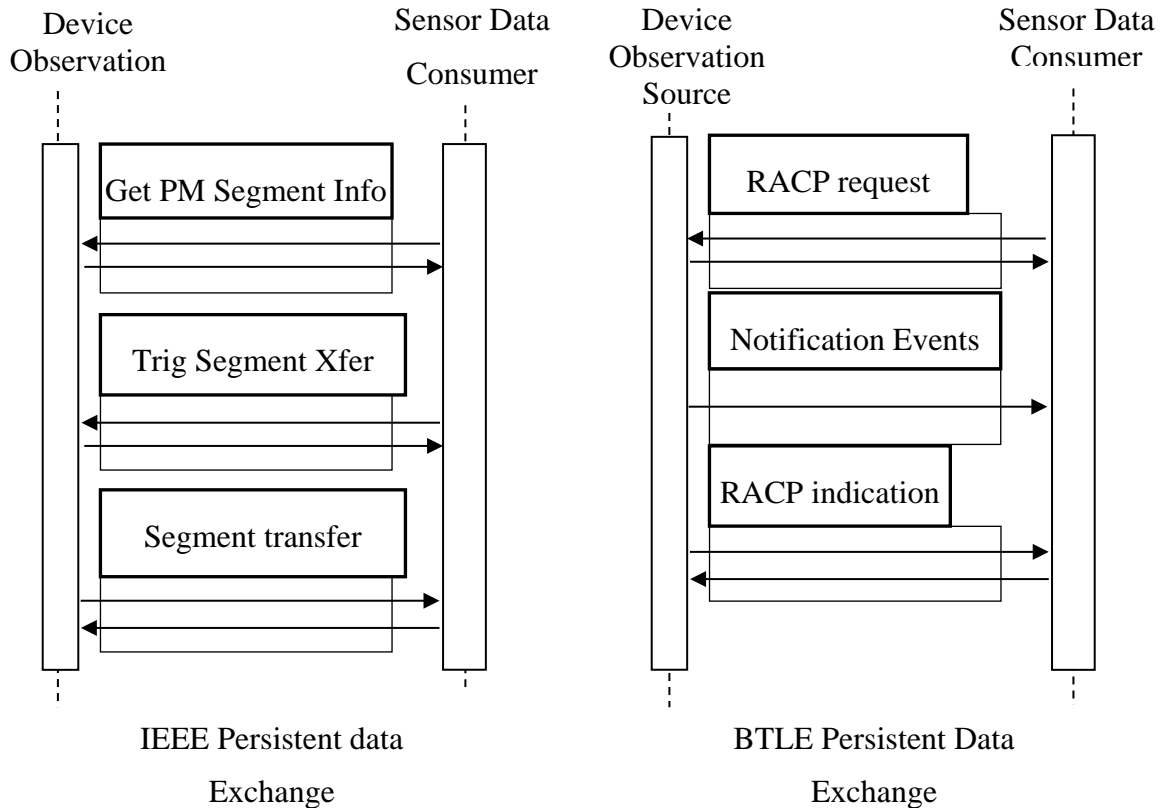 Device
Observation
Sensor Data
Consumer
Get PM Segment Info
Trig Segment Xfer
Segment transfer
IEEE Persistent data
Exchange
Device
Observation
Source
Sensor Data
Consumer
RACP request
Notification Events
RACP indication
BTLE Persistent Data
Exchange